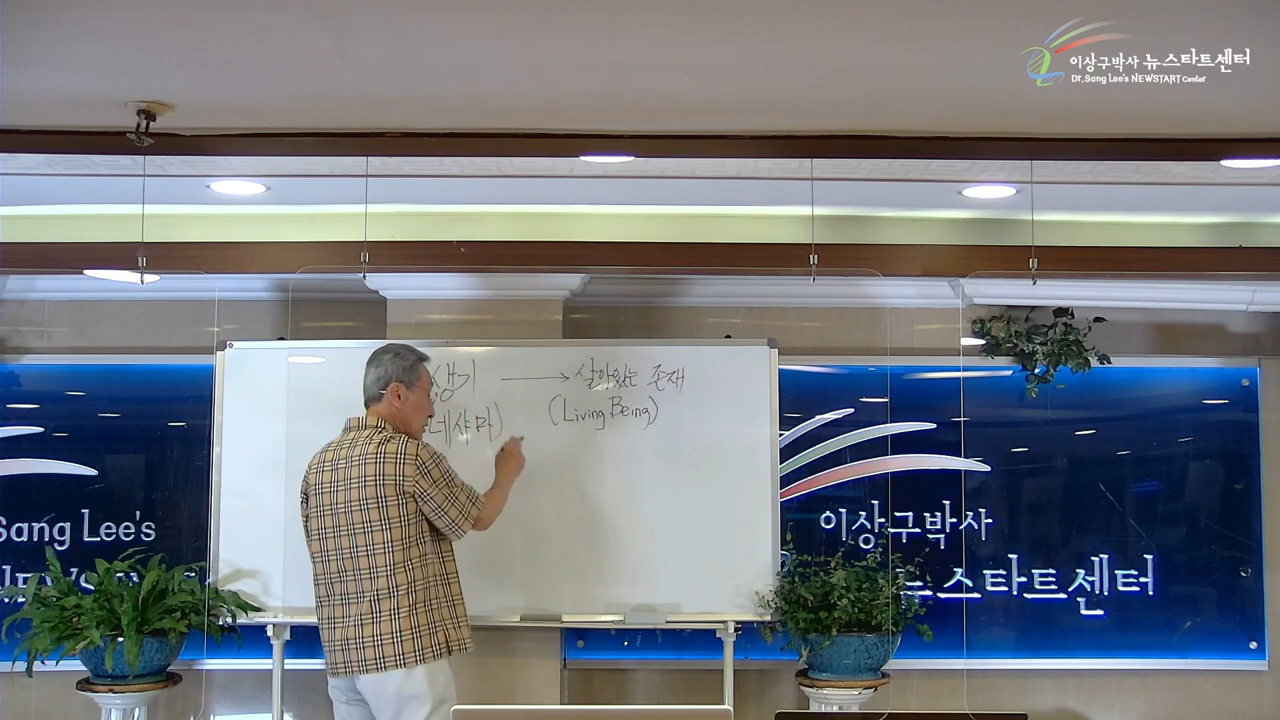 이상구박사 뉴스타트센터
Dr. Sang Lee's NEWSTART Center
생기 → 살아있는 존재
네샤마) (Living Being)
Sang Lee's
이상구박사
뉴스타트센터